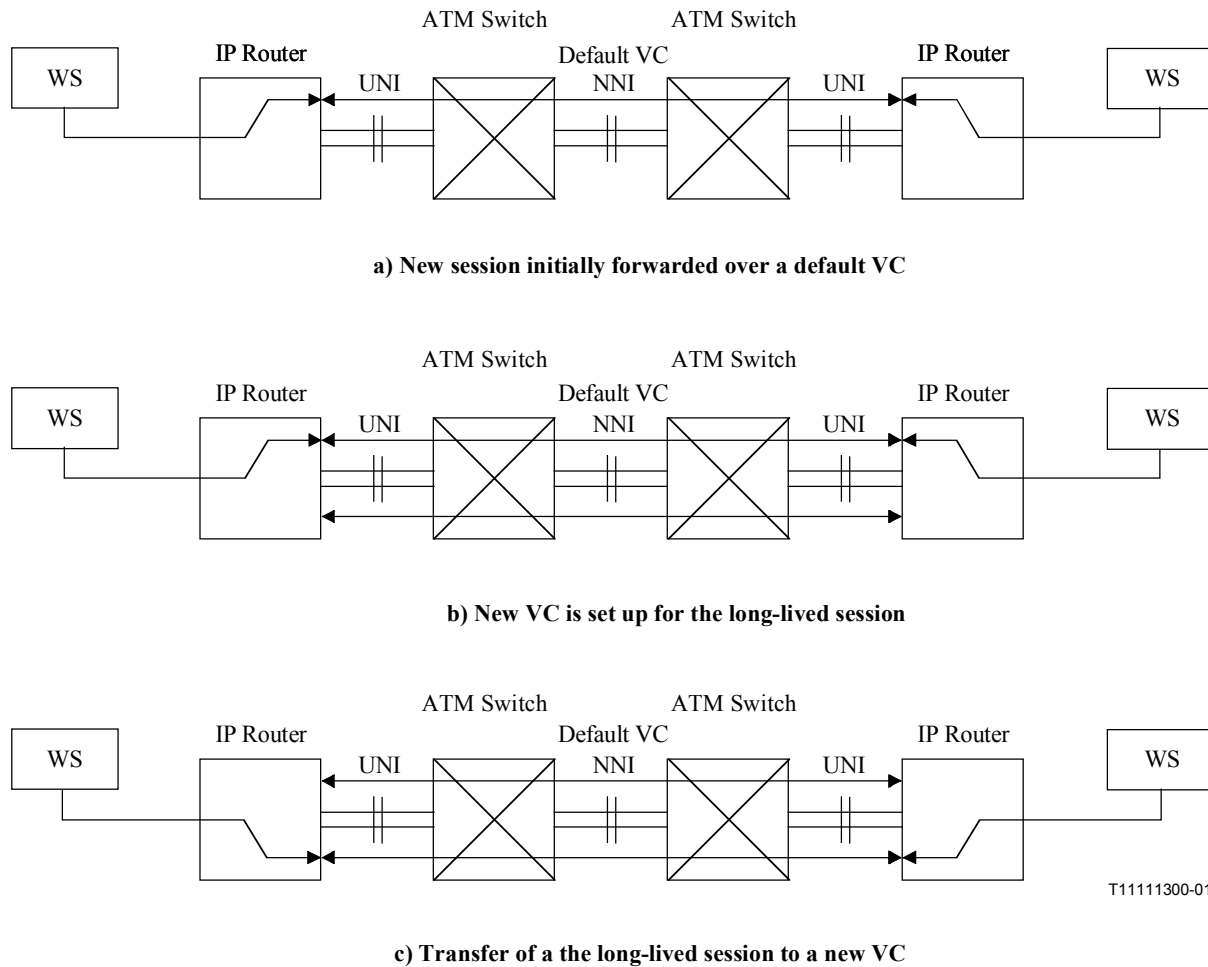 ATM Switch ATM Switch
IP Router Default VC IP Router
WS UNI NNI UNI WS
a) New session initially forwarded over a default VC
ATM Switch ATM Switch
IP Router Default VC IP Router
WS UNI NNI UNI WS
b) New VC is set up for the long-lived session
ATM Switch ATM Switch
IP Router Default VC IP Router
WS UNI NNI UNI WS
T11111300-01
c) Transfer of a the long-lived session to a new VC